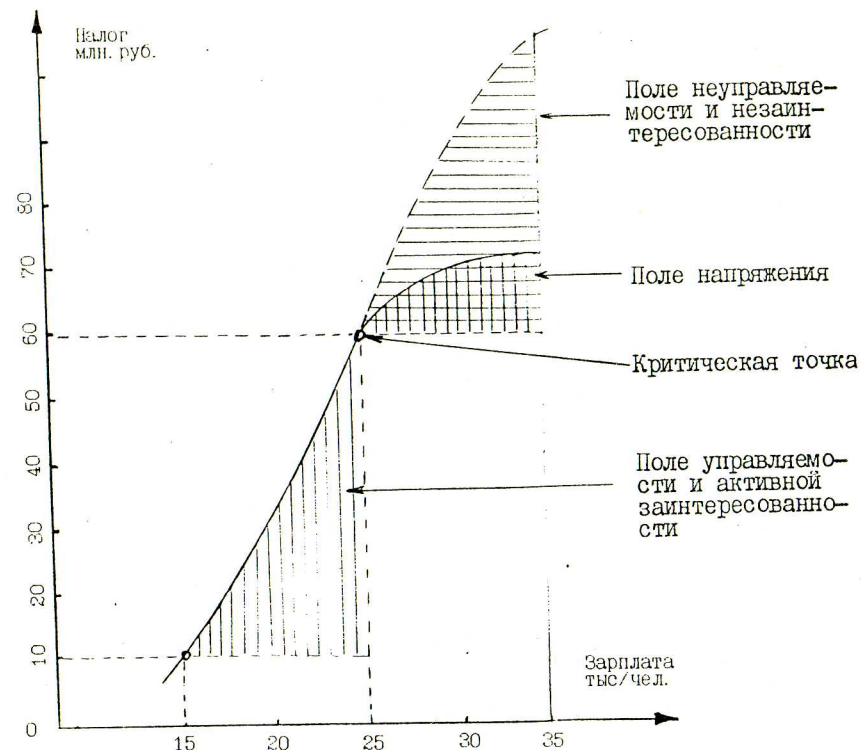 Налог
млн. руб.
Поле неуправляе-
мости и незаин-
тересованности
Поле напряжения
Критическая точка
Поле управляемо-
сти и активной
заинтересованно-
сти
80
70
60
50
40
30
20
10
0
Зарплата
тыс/чел.
15
20
25
30
35